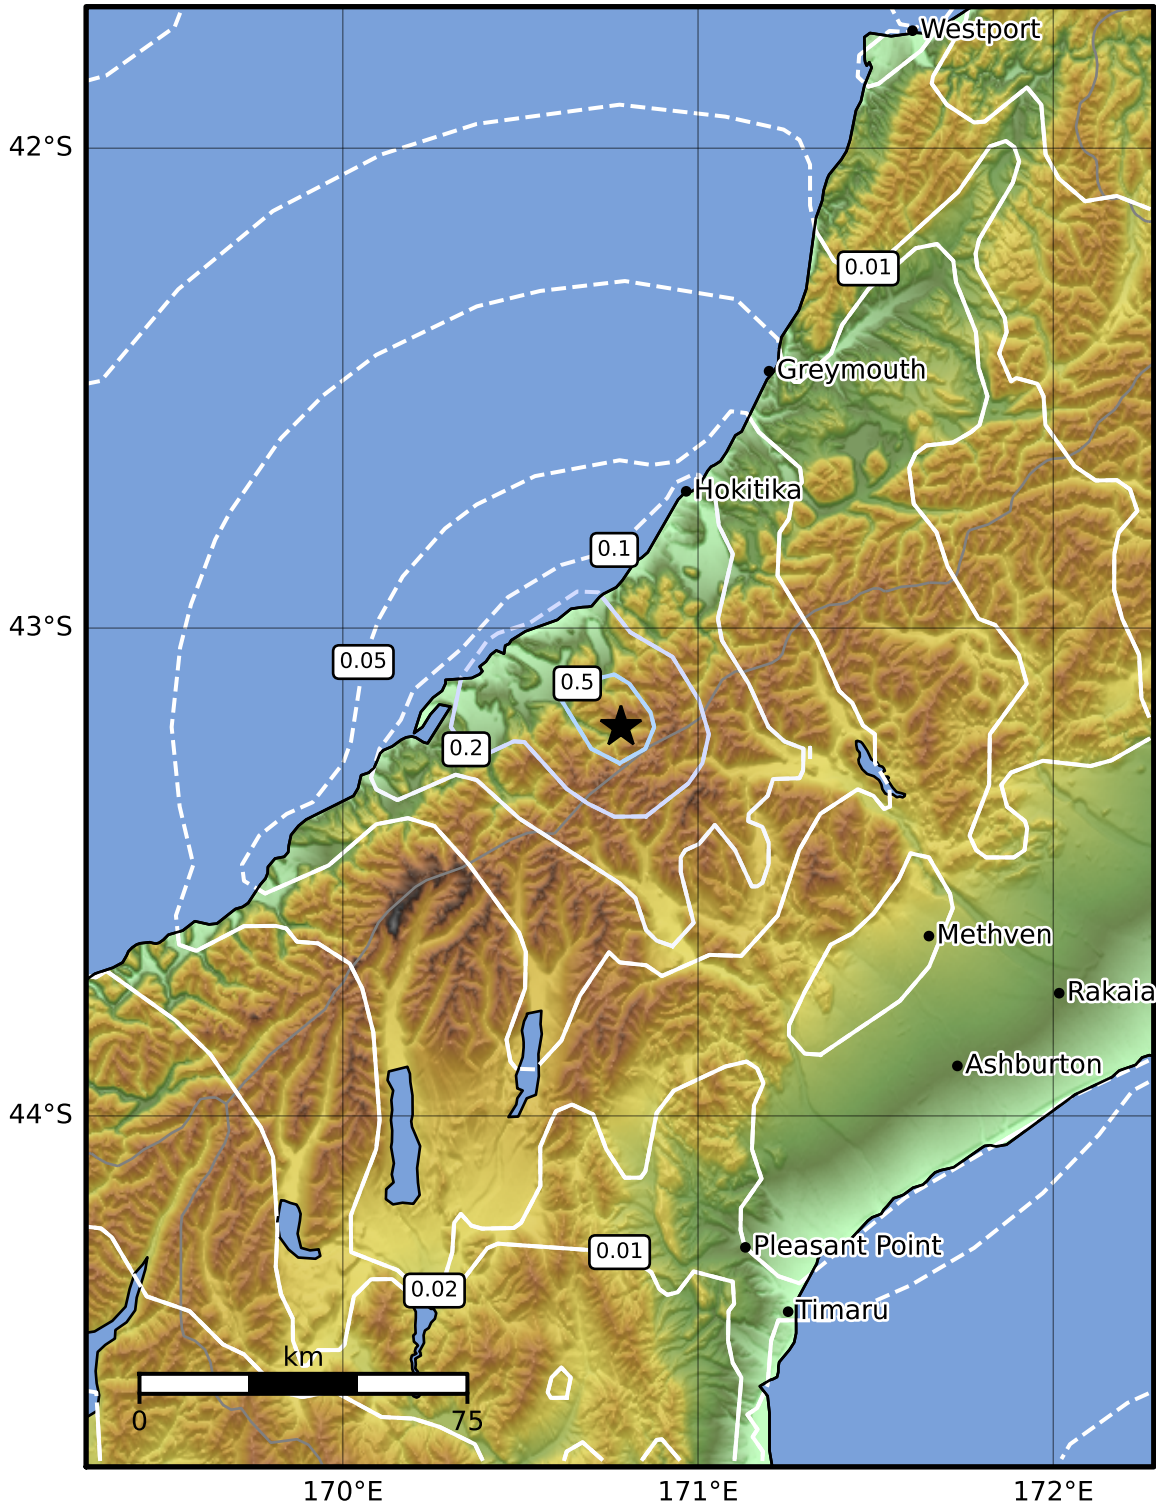 Westport
42°S
0.01
Greymouth
Hokitika
0.1
43°S
0.05
0.5
0.2
Methven
Rakaia
Ashburton
44°S
Pleasant Point
0.01
0.02
Timaru
km
0 75
170°E 171°E 172°E